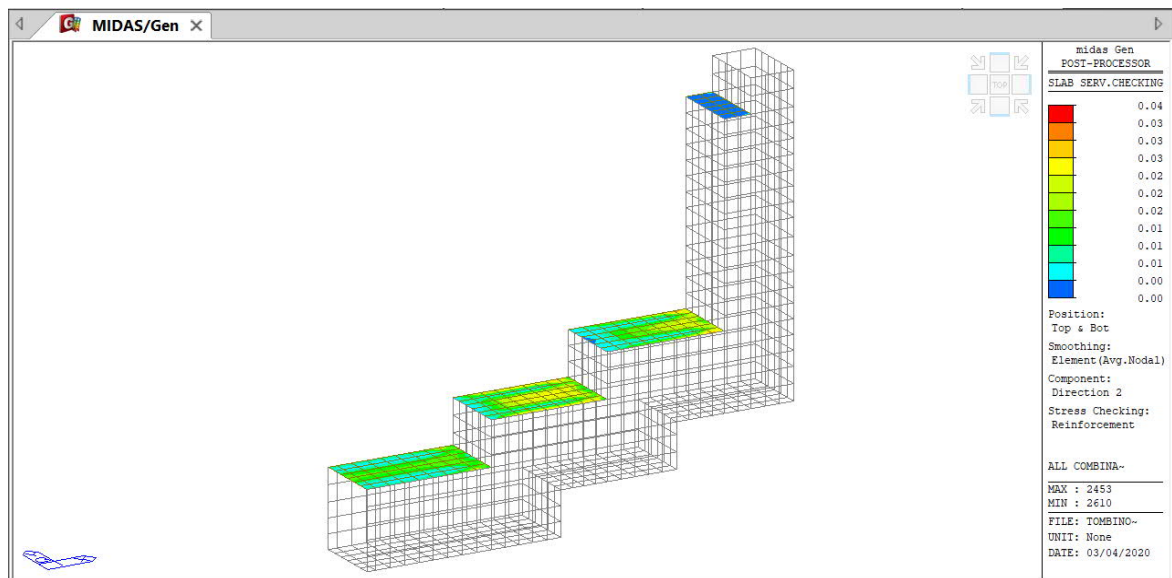 MIDAS/Gen
TOP
midas Gen
POST-PROCESSOR
SLAB SERV.CHECKING
0.04
0.03
0.03
0.03
0.02
0.02
0.01
0.01
0.01
0.00
0.00
Position:
Top & Bot
Smoothing:
Element(Avg.Nodal)
Component:
Direction 2
Stress Checking:
Reinforcement
ALL COMBINA~
MAX : 2453
MIN : 2610
FILE: TOMBINO~
UNIT: None
DATE: 03/04/2020